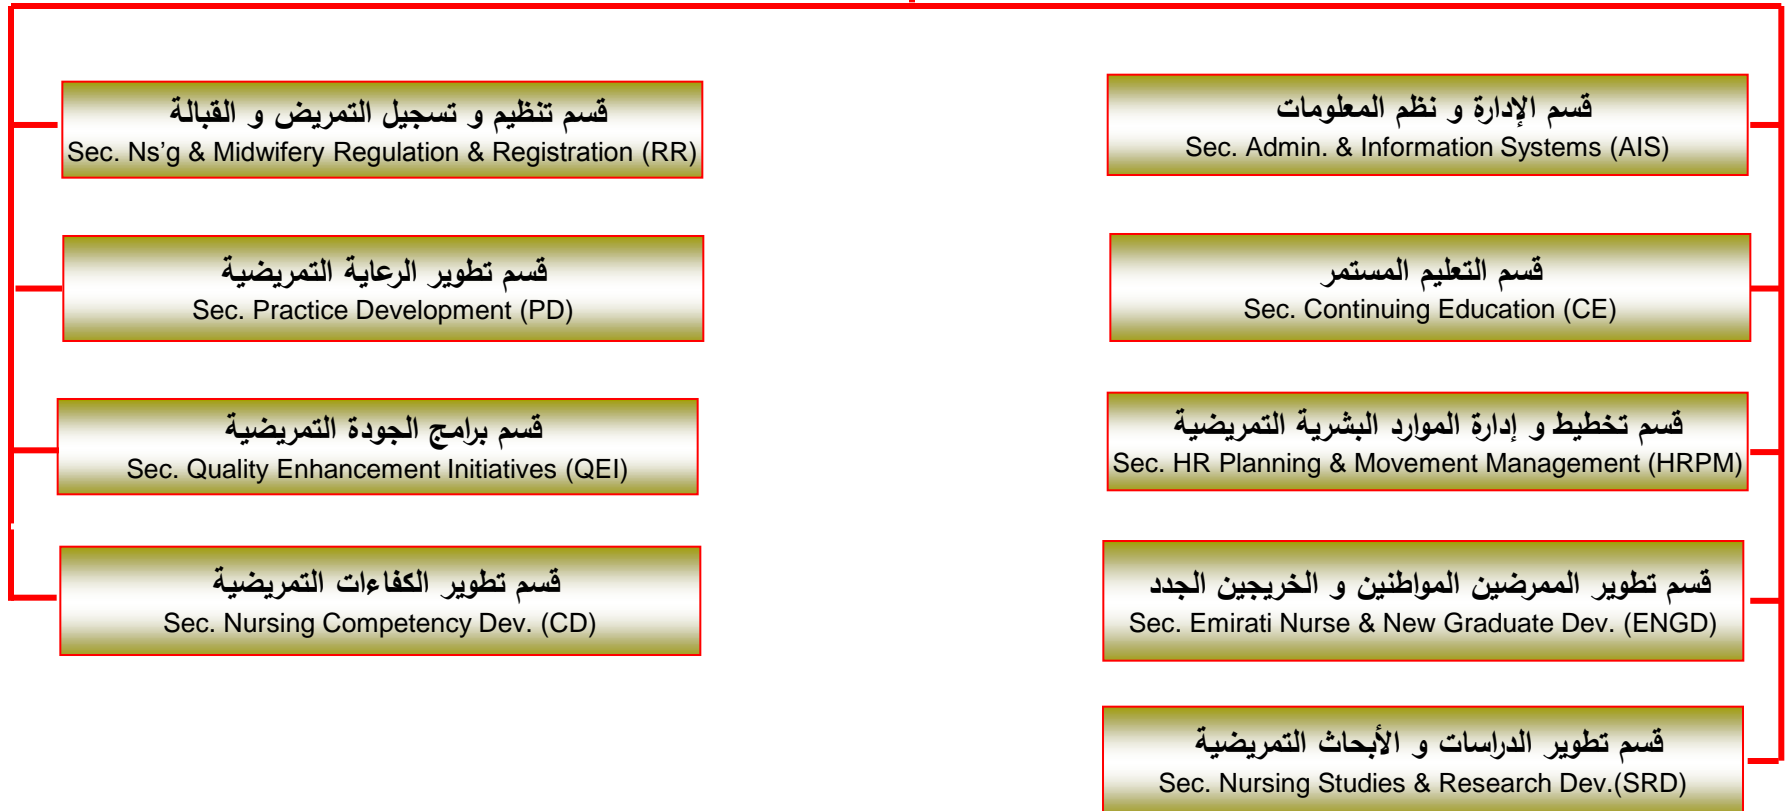 قسم تنظيم و تسجيل التمريض و القبالة
Sec. Ns’g & Midwifery Regulation & Registration (RR)
قسم تطوير الرعاية التمريضية
Sec. Practice Development (PD)
قسم برامج الجودة التمريضية
Sec. Quality Enhancement Initiatives (QEI)
قسم تطوير الكفاءات التمريضية
Sec. Nursing Competency Dev. (CD)
قسم الإدارة و نظم المعلومات
Sec. Admin. & Information Systems (AIS)
قسم التعليم المستمر
Sec. Continuing Education (CE)
قسم تخطيط و إدارة الموارد البشرية التمريضية
Sec. HR Planning & Movement Management (HRPM)
قسم تطوير الممرضين المواطنين و الخريجين الجدد
Sec. Emirati Nurse & New Graduate Dev. (ENGD)
قسم تطوير الدراسات و الأبحاث التمريضية
Sec. Nursing Studies & Research Dev.(SRD)